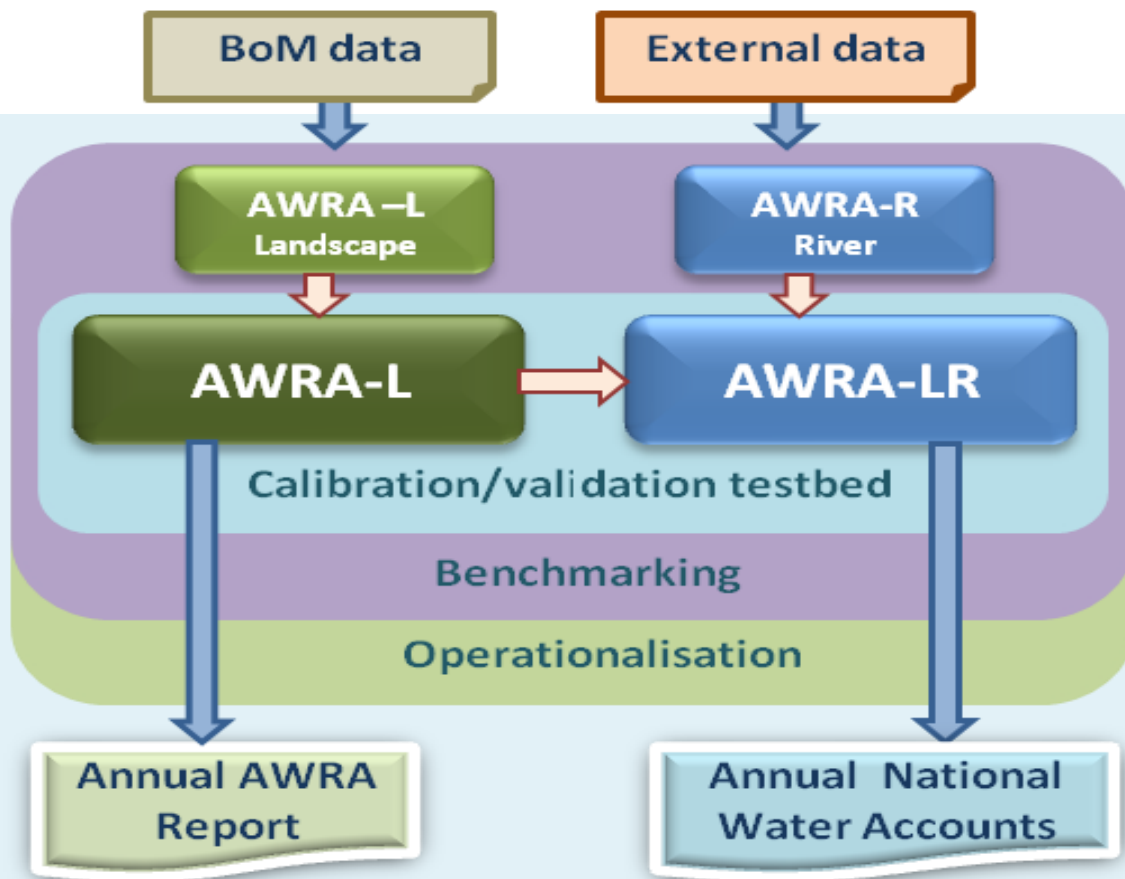 BoM data
External data
AWRA –L
Landscape
AWRA-R
River
AWRA-L
AWRA-LR
Calibration/validation testbed
Benchmarking
Operationalisation
Annual AWRA
Report
Annual National
Water Accounts